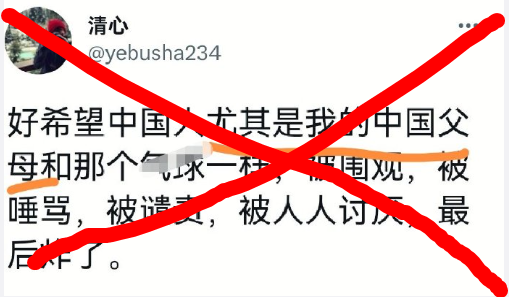 清心
@yebusha234
好希望中国人尤其是我的中国父
母和那个气球一样，被围观，被
唾骂，被谴责，被人人讨厌，最
后炸了。